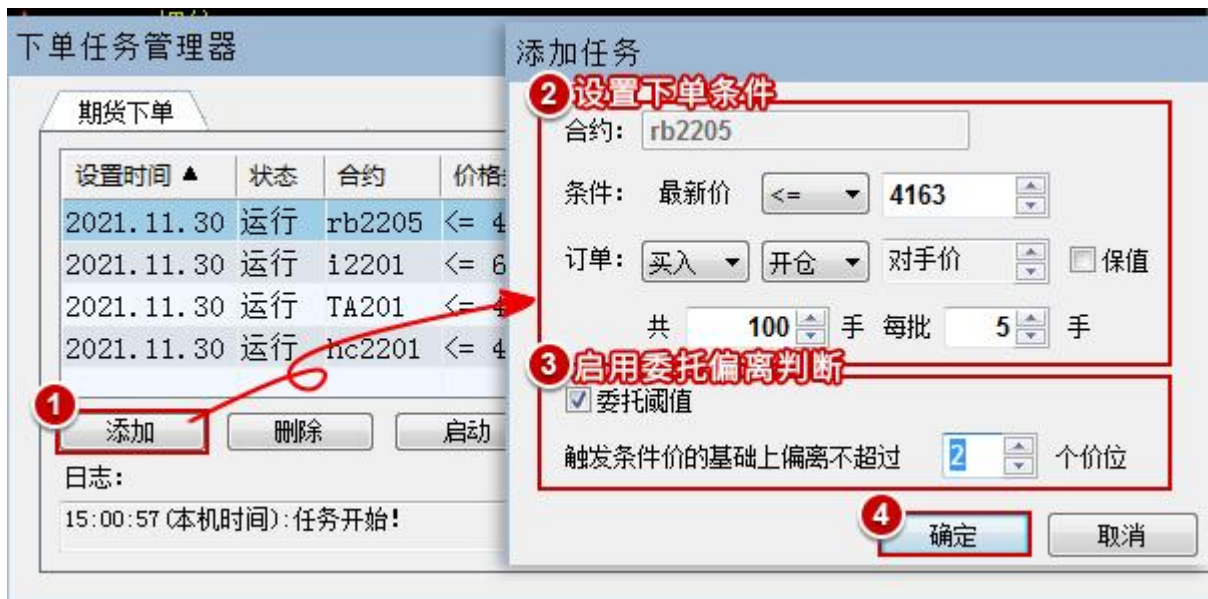 下单任务管理器
期货下单
设置时间▲ 状态 合约 价格
2021.11.30 运行 rb2205 <= 4
2021.11.30 运行 i2201 <= 6
2021.11.30 运行 TA201 <= 4
2021.11.30 运行 hc2201 <= 4
1
添加 删除 启动
日志:
15:00:57(本机时间):任务开始!
添加任务
2 设置下单条件
合约: rb2205
条件: 最新价 <= 4163
订单: 买入 开仓 对手价 保值
共 100 手 每批 5 手
3 启用委托偏离判断
委托阈值
触发条件价的基础上偏离不超过 2 个价位
4
确定 取消